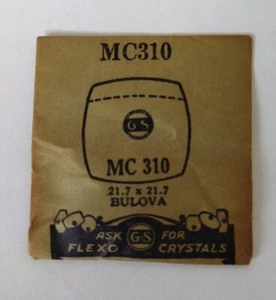 MC310
GS
MC 310
21.7 x 21.7
BULOVA
ASK GS FOR
FLEXO CRYSTALS